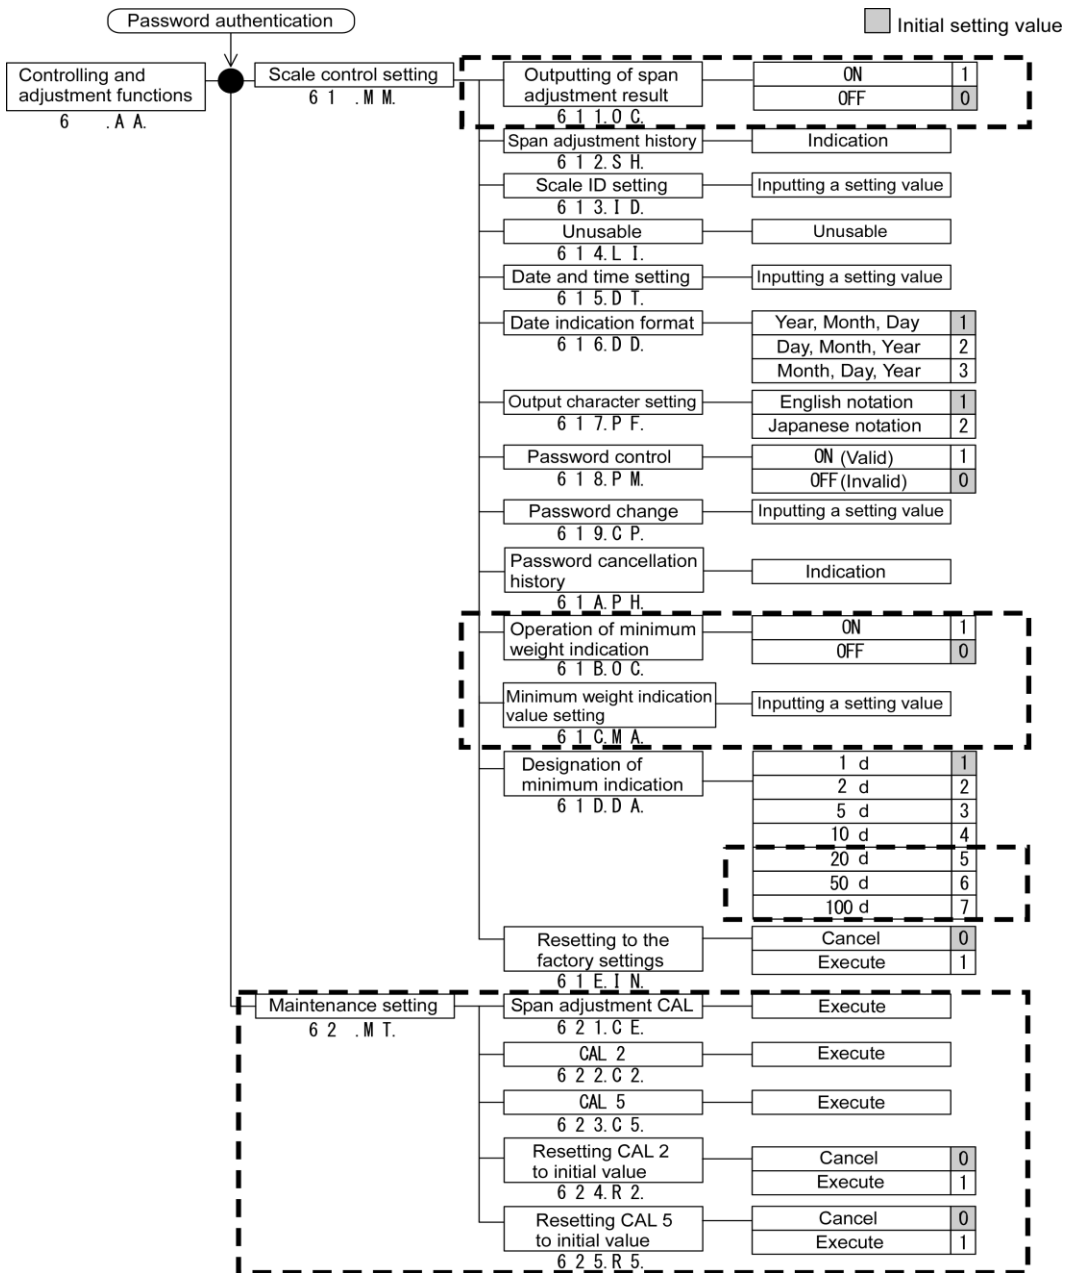 Password authentication
Initial setting value
Controlling and
adjustment functions
6 .A A.
Scale control setting
6 1 .M M.
Outputting of span
adjustment result
6 1 1.O C.
ON 1
OFF 0
Span adjustment history
6 1 2.S H.
Indication
Scale ID setting
6 1 3.I D.
Inputting a setting value
Unusable
6 1 4.L I.
Unusable
Date and time setting
6 1 5.D T.
Inputting a setting value
Date indication format
6 1 6.D D.
Year, Month, Day 1
Day, Month, Year 2
Month, Day, Year 3
Output character setting
6 1 7.P F.
English notation 1
Japanese notation 2
Password control
6 1 8.P M.
ON (Valid) 1
OFF (Invalid) 0
Password change
6 1 9.C P.
Inputting a setting value
Password cancellation
history
6 1 A.P H.
Indication
Operation of minimum
weight indication
6 1 B.O C.
ON 1
OFF 0
Minimum weight indication
value setting
6 1 C.M A.
Inputting a setting value
Designation of
minimum indication
6 1 D.D A.
1 d 1
2 d 2
5 d 3
10 d 4
20 d 5
50 d 6
100 d 7
Resetting to the
factory settings
6 1 E.I N.
Cancel 0
Execute 1
Maintenance setting
6 2 .M T.
Span adjustment CAL
6 2 1.C E.
Execute
CAL 2
6 2 2.C 2.
Execute
CAL 5
6 2 3.C 5.
Execute
Resetting CAL 2
to initial value
6 2 4.R 2.
Cancel 0
Execute 1
Resetting CAL 5
to initial value
6 2 5.R 5.
Cancel 0
Execute 1